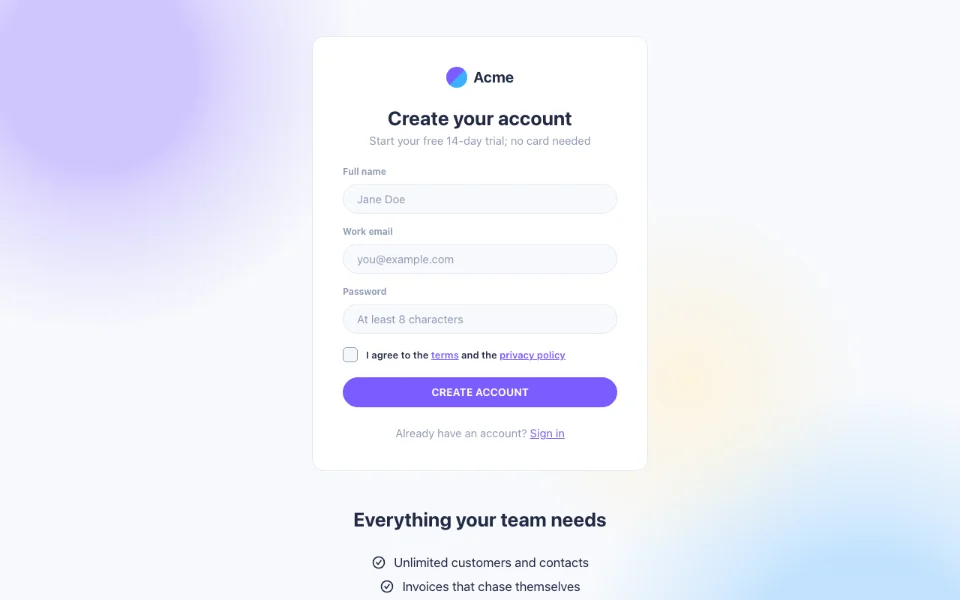 Acme
Create your account
Start your free 14-day trial; no card needed
Full name
Jane Doe
Work email
you@example.com
Password
At least 8 characters
I agree to the terms and the privacy policy
CREATE ACCOUNT
Already have an account? Sign in
Everything your team needs
Unlimited customers and contacts
Invoices that chase themselves